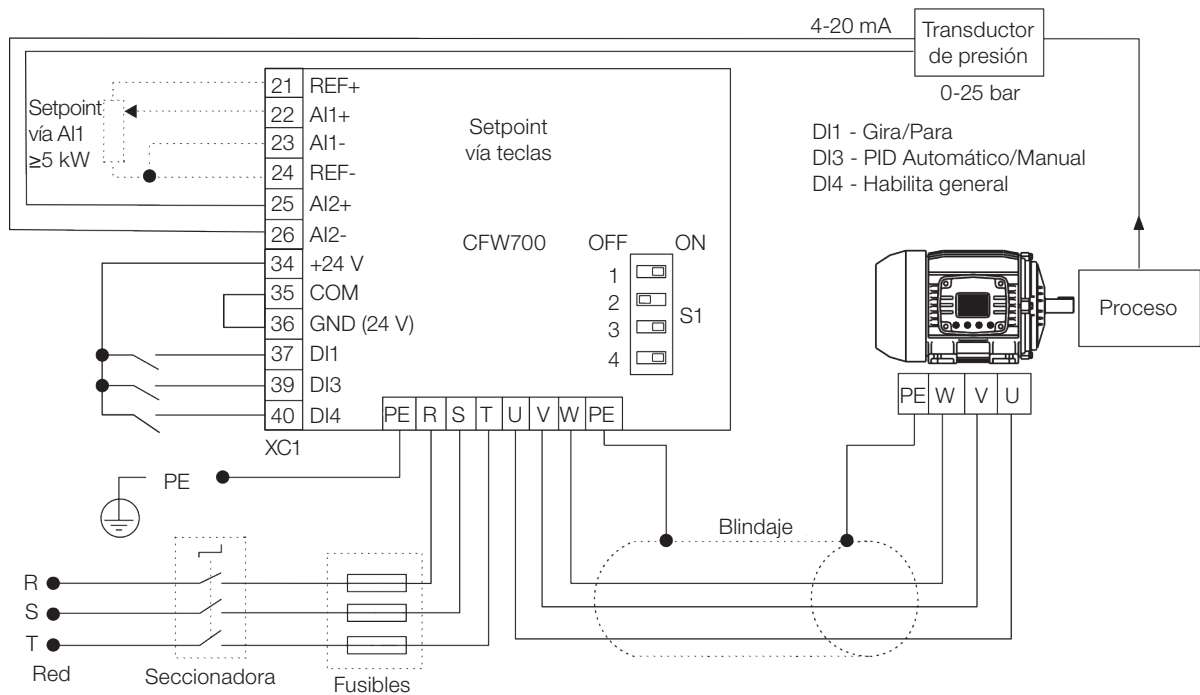 4-20 mA
Transductor
de presión
0-25 bar
DI1 - Gira/Para
DI3 - PID Automático/Manual
DI4 - Habilita general
Setpoint
vía AI1
≥5 kW
21 REF+
22 AI1+
23 AI1-
24 REF-
25 AI2+
26 AI2-
34 +24 V
35 COM
36 GND (24 V)
37 DI1
39 DI3
40 DI4
XC1
Setpoint
vía teclas
CFW700
OFF ON
1
2
3
4
S1
PE R S T U V W PE
Proceso
PE W V U
PE
Blindaje
R
S
T
Red
Seccionadora
Fusibles